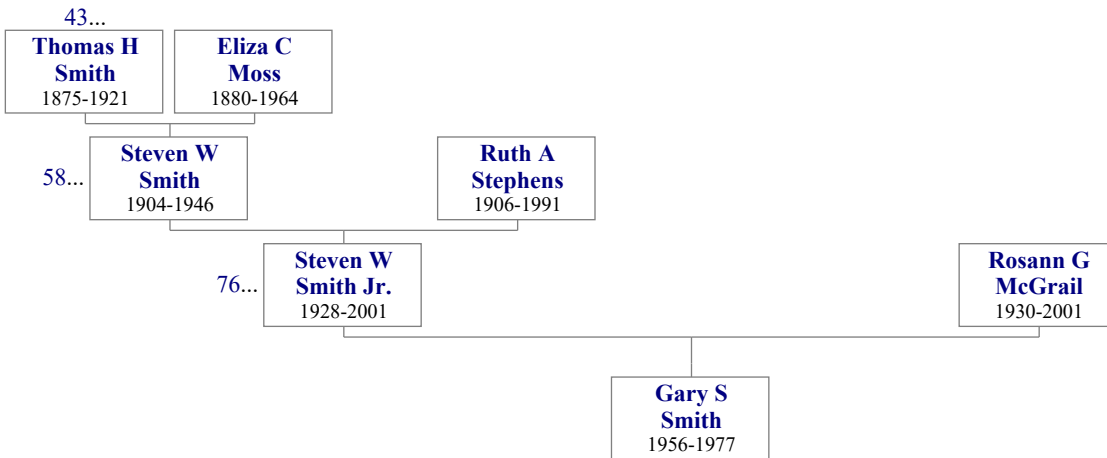 43...
Thomas H
Smith
1875-1921
Eliza C
Moss
1880-1964
58...
Steven W
Smith
1904-1946
Ruth A
Stephens
1906-1991
76...
Steven W
Smith Jr.
1928-2001
Rosann G
McGrail
1930-2001
Gary S
Smith
1956-1977